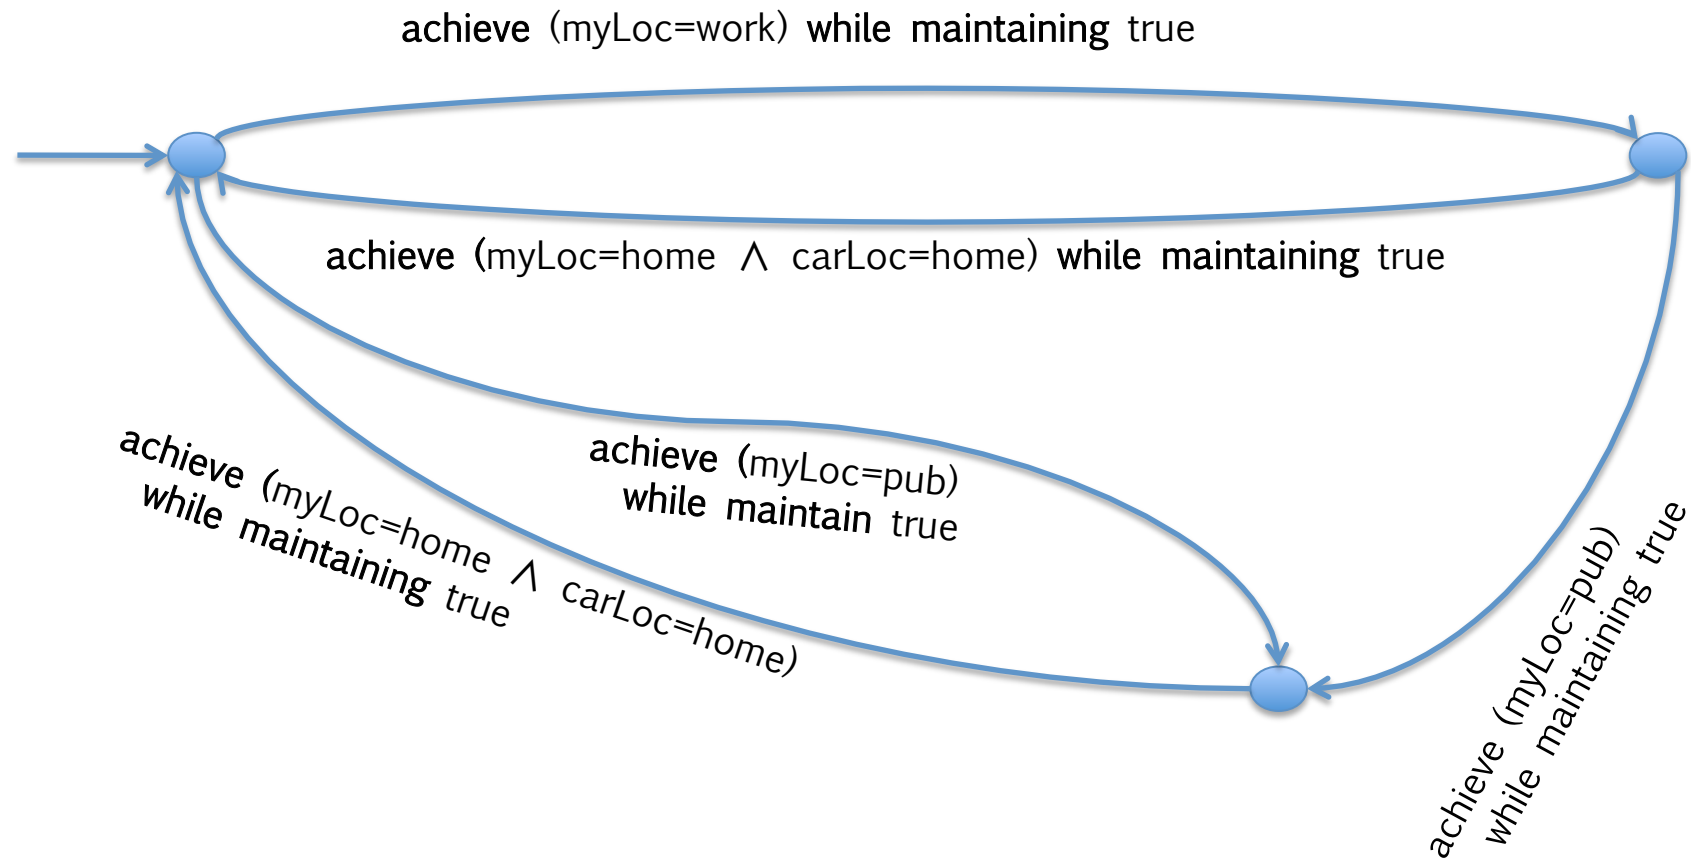 achieve (myLoc=work) while maintaining true
achieve (myLoc=home ∧ carLoc=home) while maintaining true
achieve (myLoc=pub)
while maintain true
achieve (myLoc=home ∧ carLoc=home)
while maintaining true
achieve (myLoc=pub)
while maintaining true